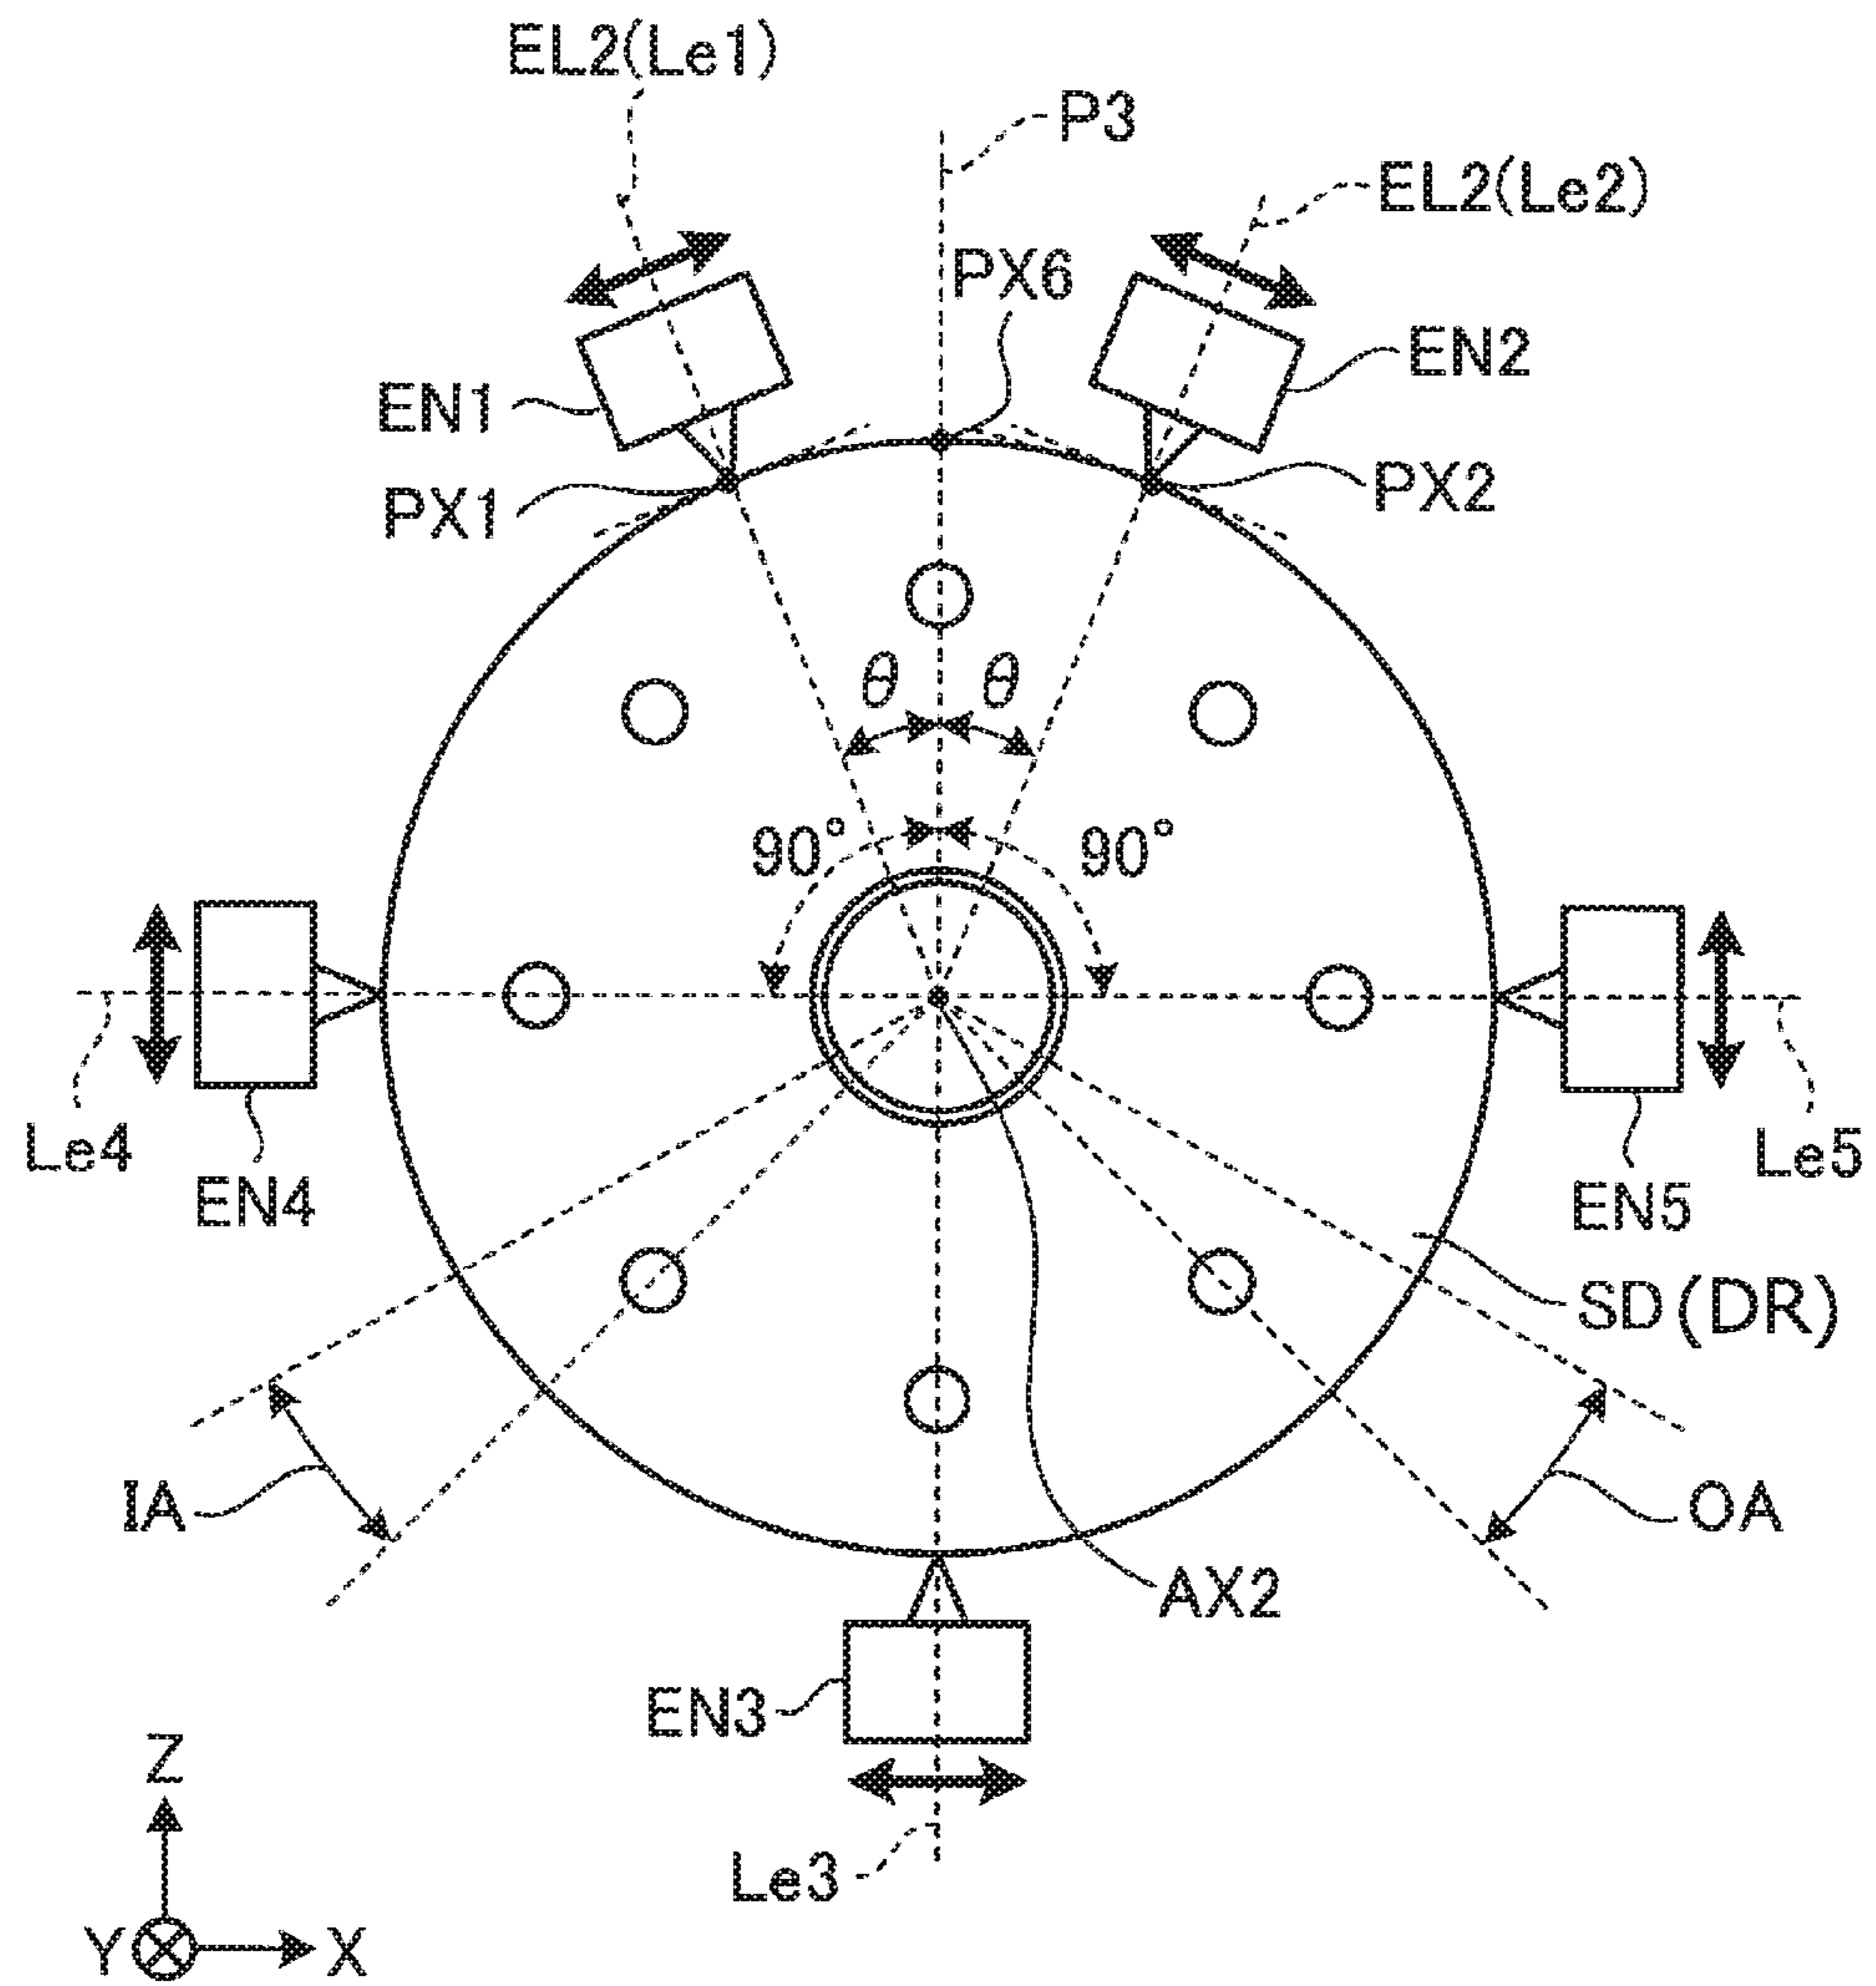 EL2(Le1)
P3
EL2(Le2)
PX6
EN2
EN1
PX2
PX1
θ θ
90° 90°
Le4
Le5
EN4
EN5
SD(DR)
IA
OA
AX2
EN3
Z
Le3
Y X